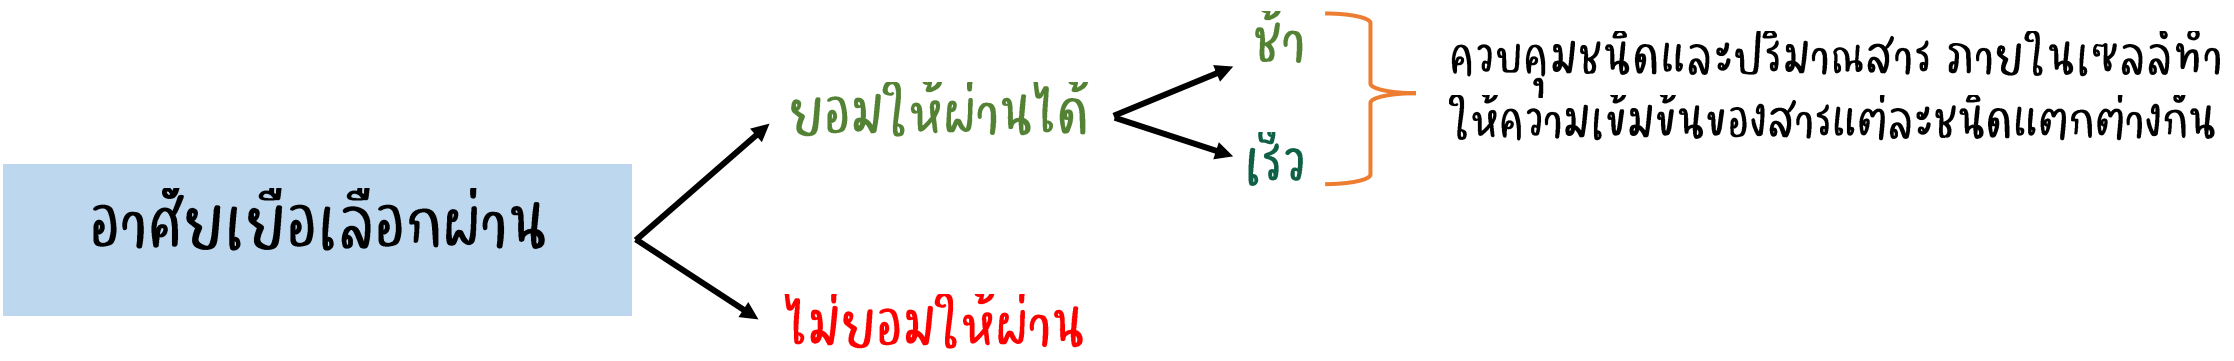 อาศัยเยือเลือกผ่าน
ยอมให้ผ่านได้
ไม่ยอมให้ผ่าน
ช้า
เร็ว
ควบคุมชนิดและปริมาณสาร ภายในเซลล์ทำ
ให้ความเข้มข้นของสารแต่ละชนิดแตกต่างกัน